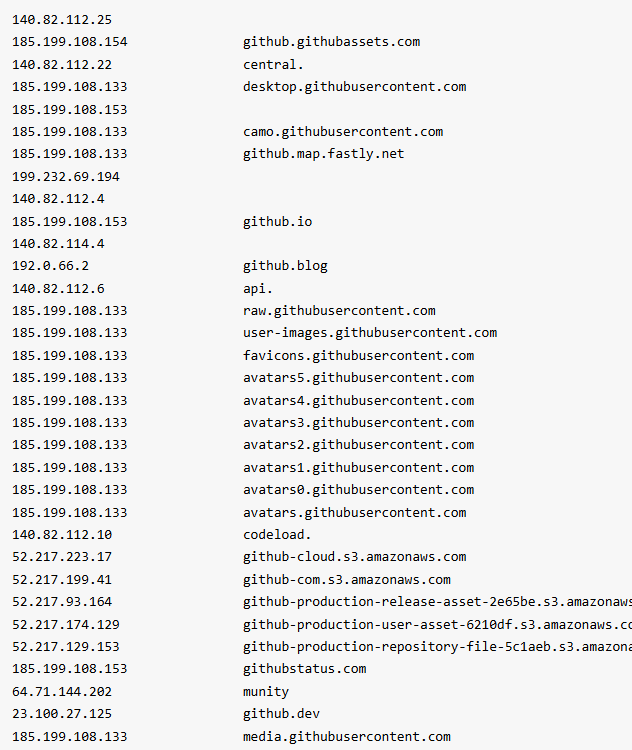 140.82.112.25
185.199.108.154 github.githubassets.com
140.82.112.22 central.
185.199.108.133 desktop.githubusercontent.com
185.199.108.153
185.199.108.133 camo.githubusercontent.com
185.199.108.133 github.map.fastly.net
199.232.69.194
140.82.112.4
185.199.108.153 github.io
140.82.114.4
192.0.66.2 github.blog
140.82.112.6 api.
185.199.108.133 raw.githubusercontent.com
185.199.108.133 user-images.githubusercontent.com
185.199.108.133 favicons.githubusercontent.com
185.199.108.133 avatars5.githubusercontent.com
185.199.108.133 avatars4.githubusercontent.com
185.199.108.133 avatars3.githubusercontent.com
185.199.108.133 avatars2.githubusercontent.com
185.199.108.133 avatars1.githubusercontent.com
185.199.108.133 avatars0.githubusercontent.com
185.199.108.133 avatars.githubusercontent.com
140.82.112.10 codeload.
52.217.223.17 github-cloud.s3.amazonaws.com
52.217.199.41 github-com.s3.amazonaws.com
52.217.93.164 github-production-release-asset-2e65be.s3.amazonaws
52.217.174.129 github-production-user-asset-6210df.s3.amazonaws.co
52.217.129.153 github-production-repository-file-5c1aeb.s3.amazona
185.199.108.153 githubstatus.com
64.71.144.202 munity
23.100.27.125 github.dev
185.199.108.133 media.githubusercontent.com